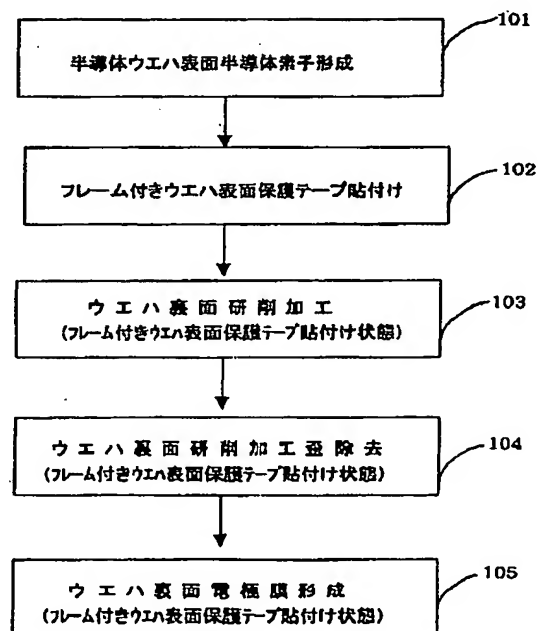 101
半導体ウエハ表面半導体素子形成
102
フレーム付きウエハ表面保護テープ貼付け
103
ウエハ裏面研削加工
(フレーム付きウエハ表面保護テープ貼付け状態)
104
ウエハ裏面研削加工歪除去
(フレーム付きウエハ表面保護テープ貼付け状態)
105
ウエハ裏面電極膜形成
(フレーム付きウエハ表面保護テープ貼付け状態)